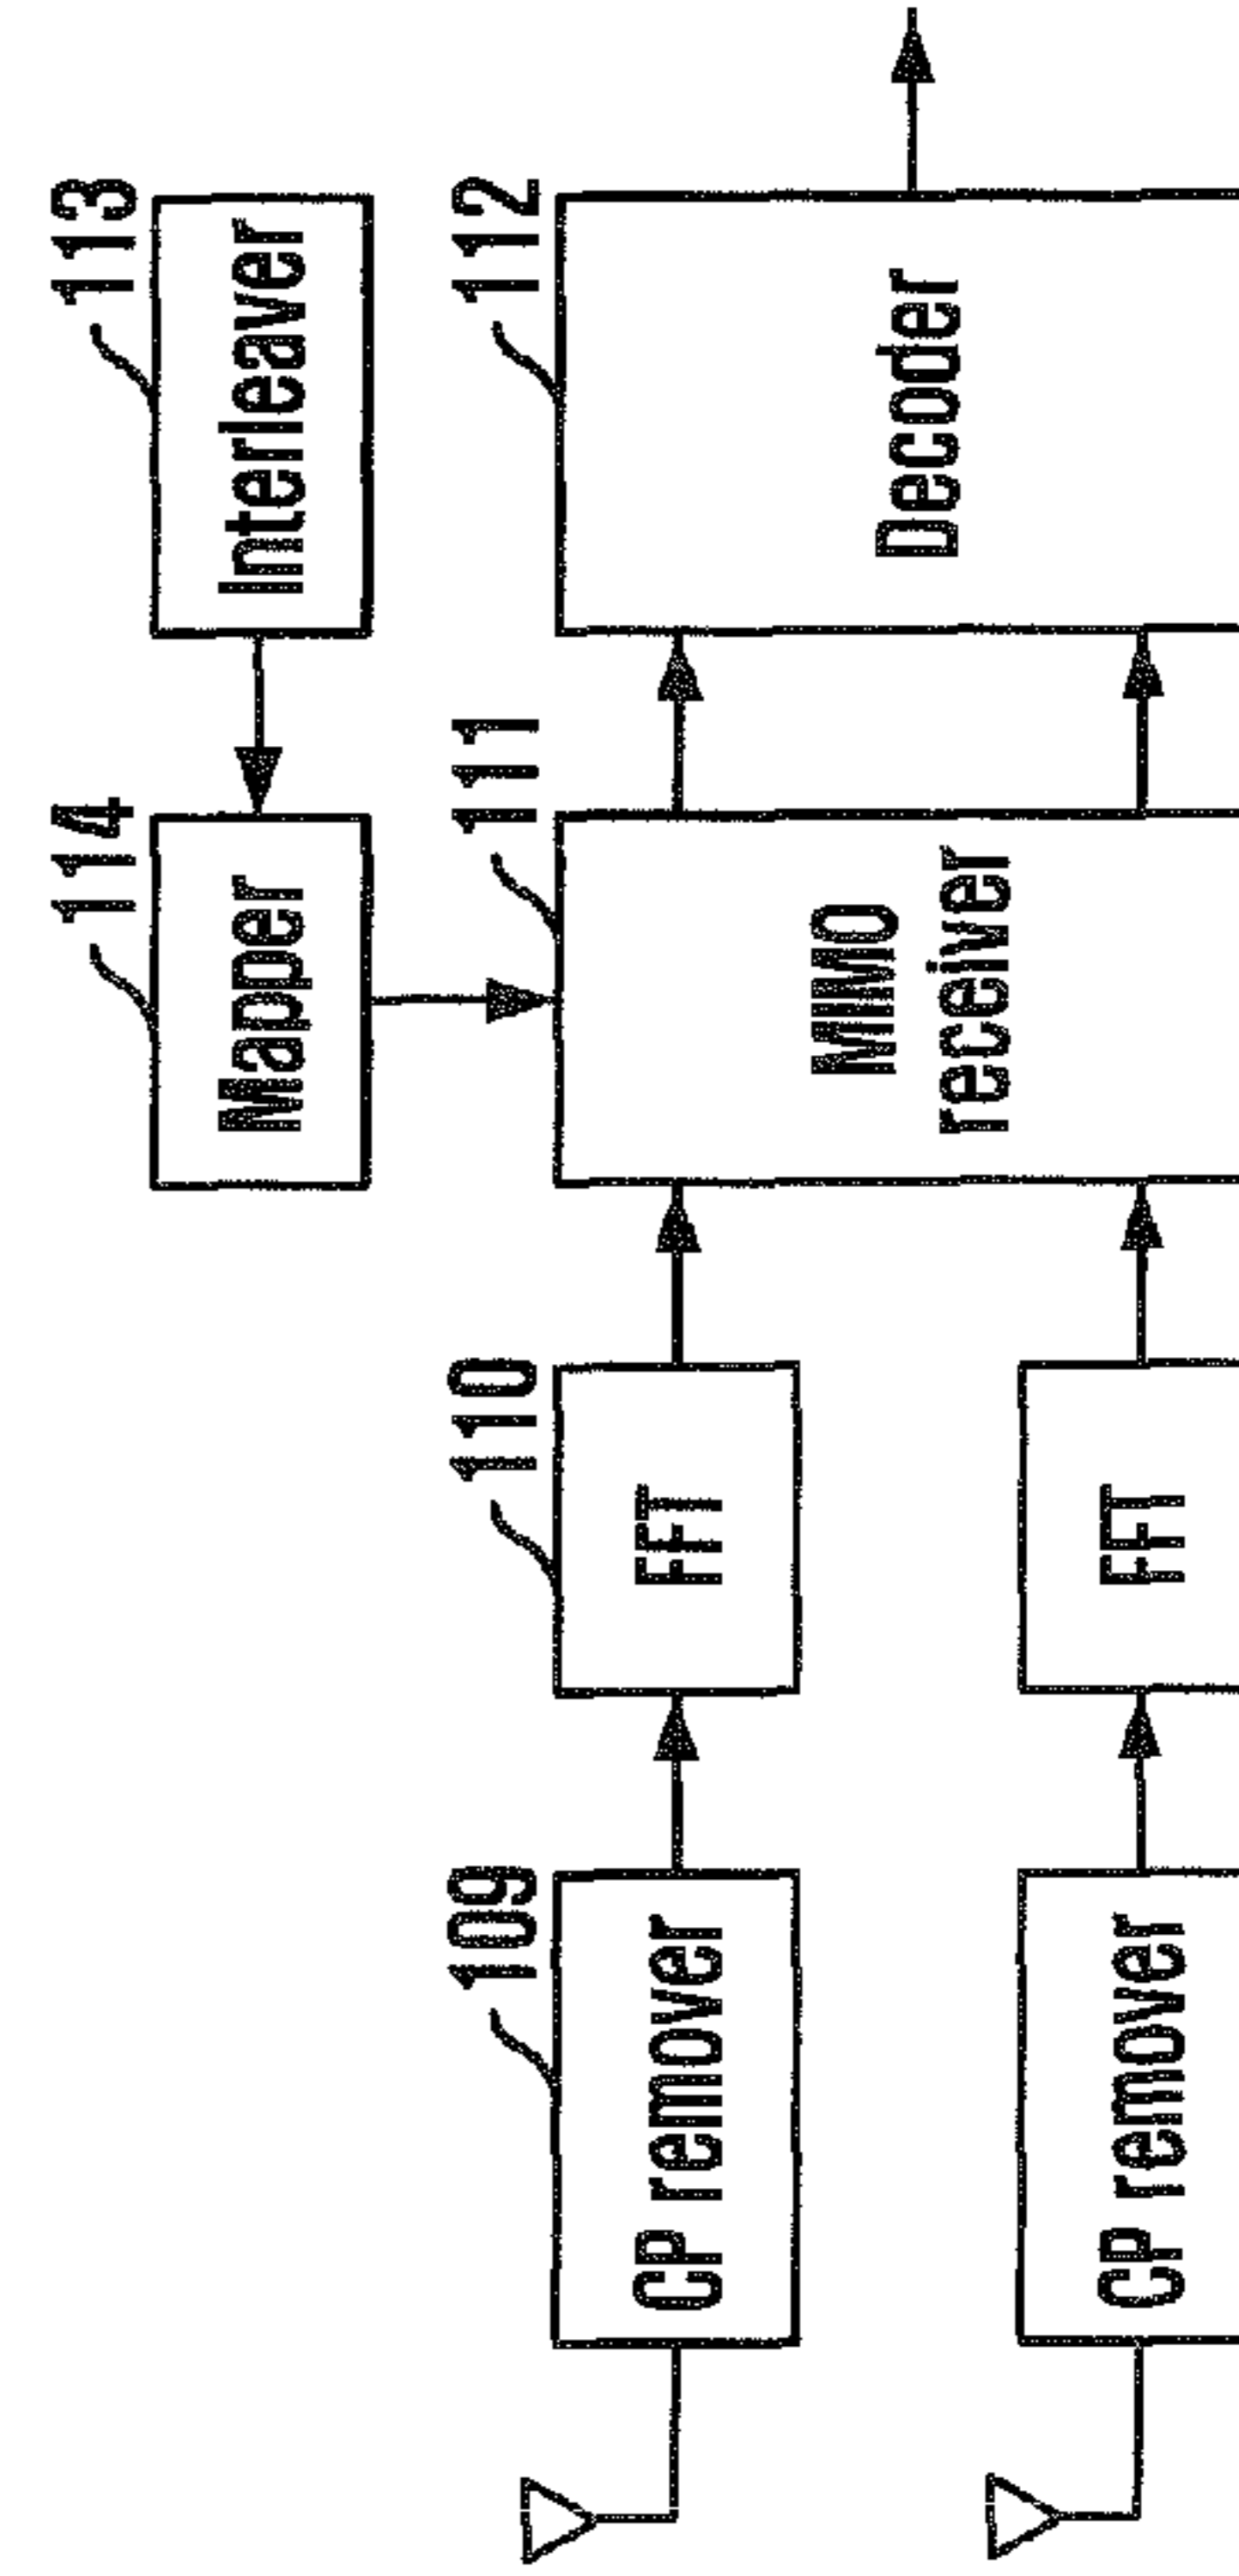 114
113
Mapper
Interleaver
109
110
111
112
CP remover
FFT
MIMO
receiver
Decoder
CP remover
FFT